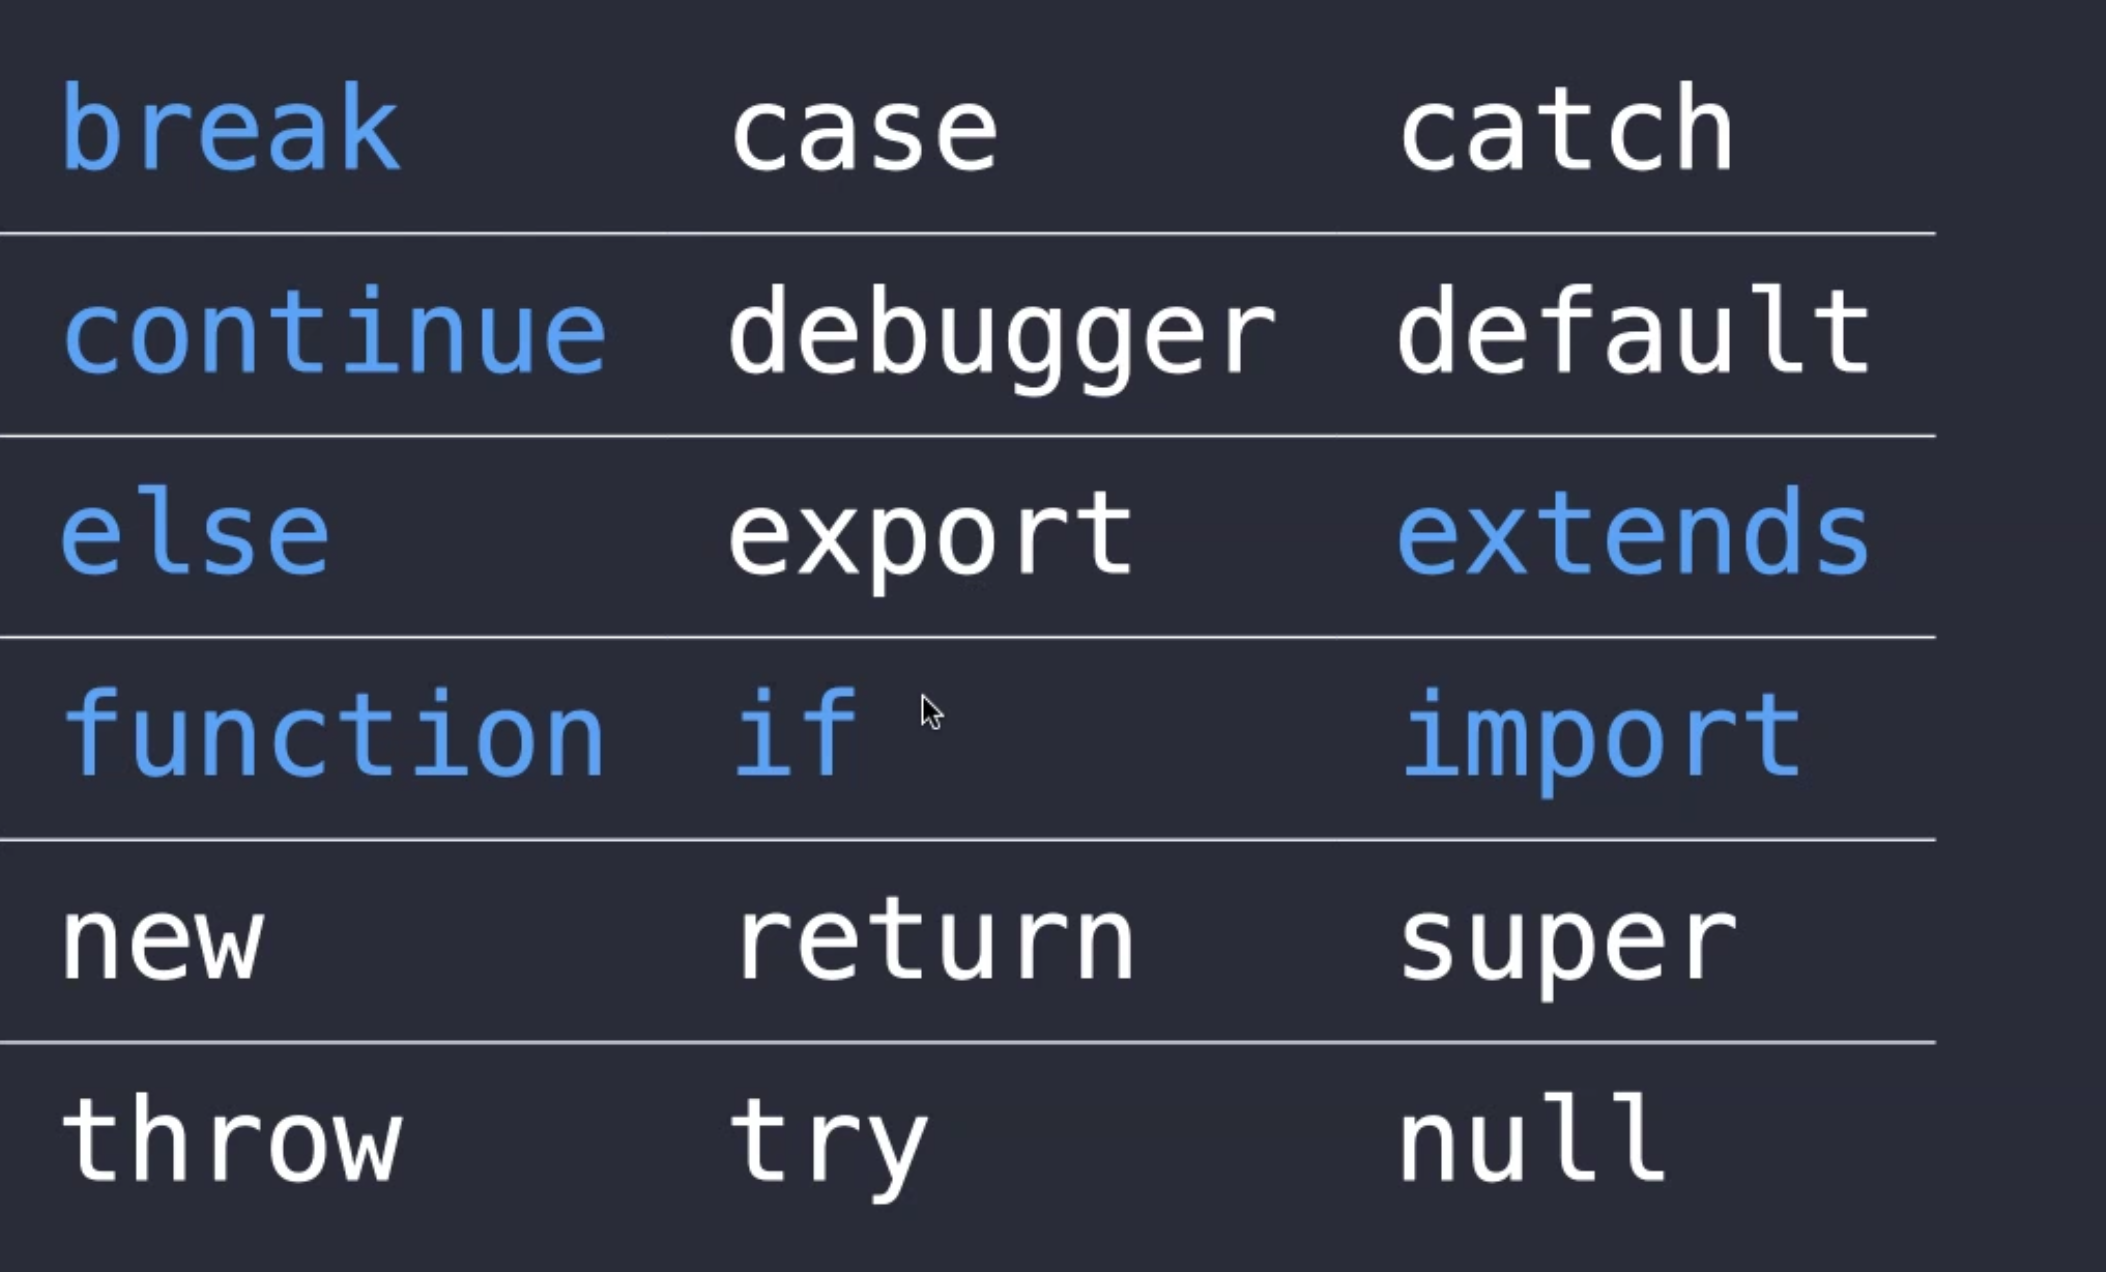 break case catch
continue debugger default
else export extends
function if import
new return super
throw try null